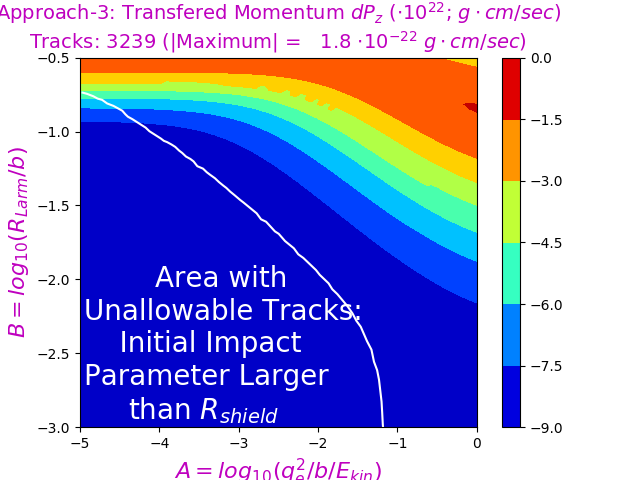 Approach-3: Transfered Momentum dP_z (·10^22; g · cm/sec)
Tracks: 3239 (|Maximum| = 1.8 ·10^−22 g · cm/sec)
B = log_10(R_Larm/b)
−0.5
−1.0
−1.5
−2.0
−2.5
−3.0
Area with
Unallowable Tracks:
Initial Impact
Parameter Larger
than R_shield
−5 −4 −3 −2 −1 0
A = log_10(q_e^2/b/E_kin)
0.0
−1.5
−3.0
−4.5
−6.0
−7.5
−9.0